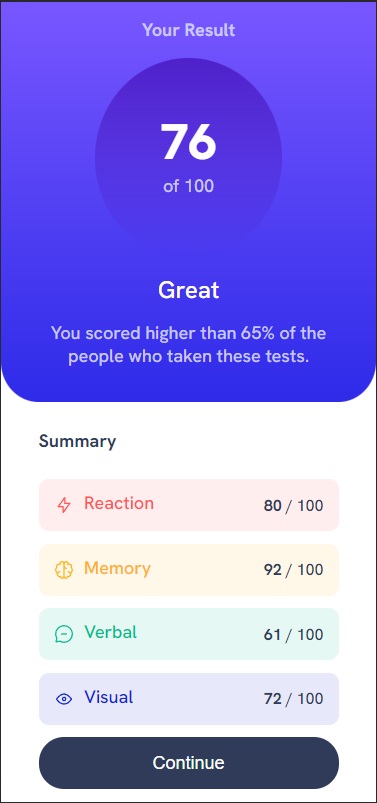 Your Result
76
of 100
Great
You scored higher than 65% of the
people who taken these tests.
Summary
Reaction 80 / 100
Memory 92 / 100
Verbal 61 / 100
Visual 72 / 100
Continue